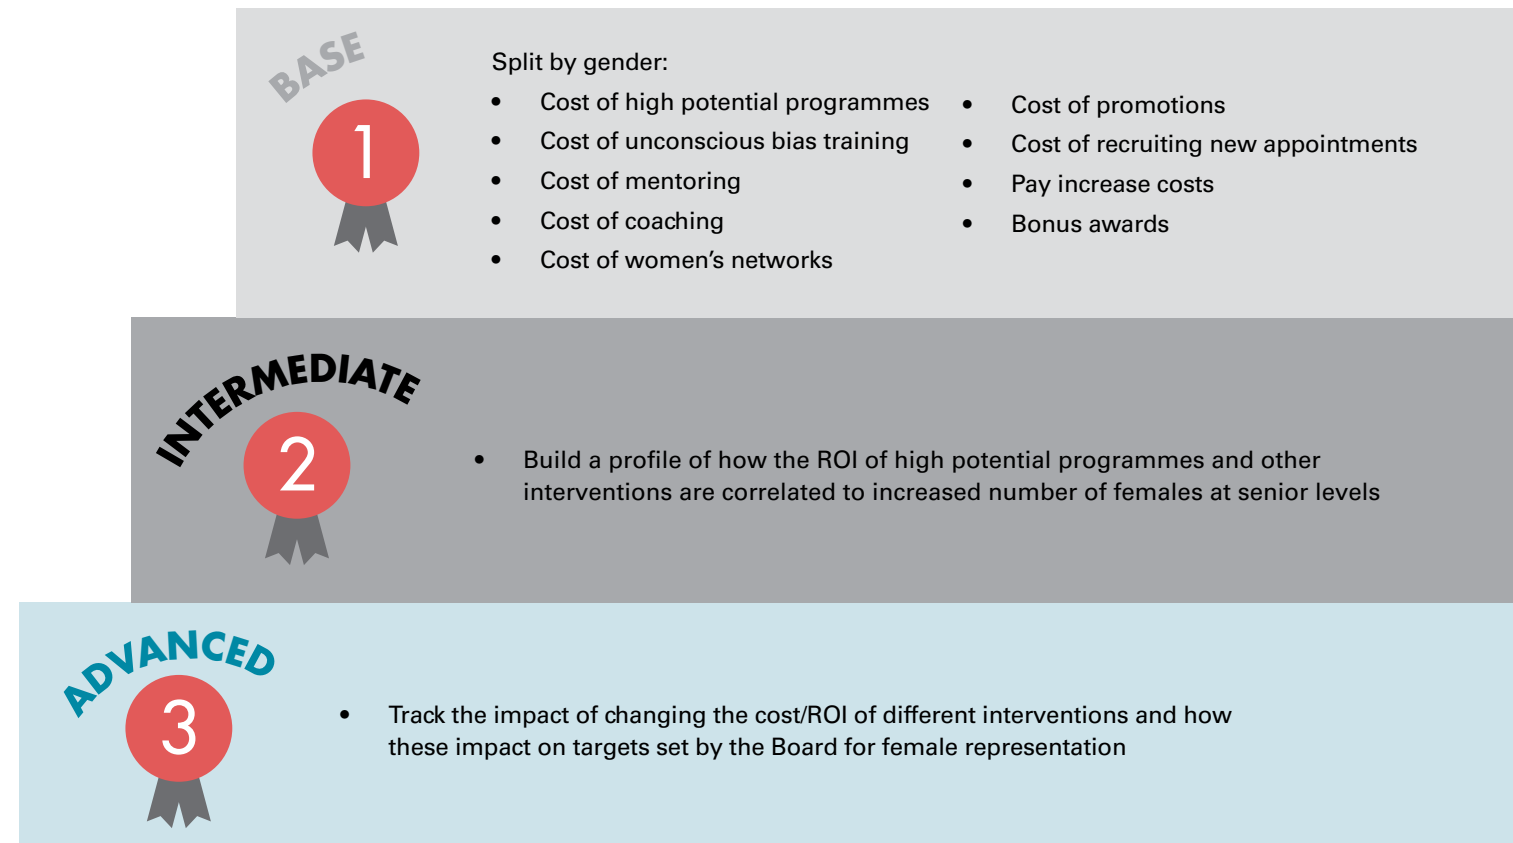 BASE
1
Split by gender:
• Cost of high potential programmes
• Cost of unconscious bias training
• Cost of mentoring
• Cost of coaching
• Cost of women’s networks
• Cost of promotions
• Cost of recruiting new appointments
• Pay increase costs
• Bonus awards
INTERMEDIATE
2
• Build a profile of how the ROI of high potential programmes and other
interventions are correlated to increased number of females at senior levels
ADVANCED
3
• Track the impact of changing the cost/ROI of different interventions and how
these impact on targets set by the Board for female representation